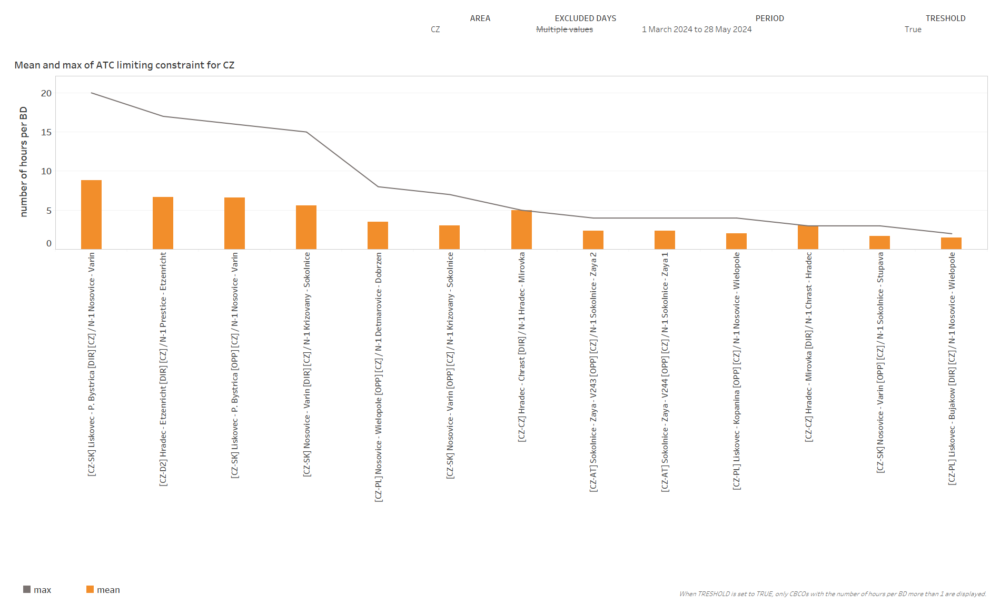 AREA EXCLUDED DAYS PERIOD TRESHOLD
CZ Multiple values 1 March 2024 to 28 May 2024 True
Mean and max of ATC limiting constraint for CZ
number of hours per BD
20
15
10
5
0
[CZ-SK] Liskovec - P. Bystrica [DIR] [CZ] / N-1 Nosovice - Varin
[CZ-D2] Hradec - Etzenricht [DIR] [CZ] / N-1 Prestice - Etzenricht
[CZ-SK] Liskovec - P. Bystrica [OPP] [CZ] / N-1 Nosovice - Varin
[CZ-SK] Nosovice - Varin [DIR] [CZ] / N-1 Krizovany - Sokolnice
[CZ-PL] Nosovice - Wielopole [OPP] [CZ] / N-1 Detmarovice - Dobrzen
[CZ-SK] Nosovice - Varin [OPP] [CZ] / N-1 Krizovany - Sokolnice
[CZ-CZ] Hradec - Chrast [DIR] / N-1 Hradec - Mirovka
[CZ-AT] Sokolnice - Zaya - V243 [OPP] [CZ] / N-1 Sokolnice - Zaya 2
[CZ-AT] Sokolnice - Zaya - V244 [OPP] [CZ] / N-1 Sokolnice - Zaya 1
[CZ-PL] Liskovec - Kopanina [OPP] [CZ] / N-1 Nosovice - Wielopole
[CZ-CZ] Hradec - Mirovka [DIR] / N-1 Chrast - Hradec
[CZ-SK] Nosovice - Varin [OPP] [CZ] / N-1 Sokolnice - Stupava
[CZ-PL] Liskovec - Bujakow [DIR] [CZ] / N-1 Nosovice - Wielopole
max mean
When TRESHOLD is set to TRUE, only CBCOs with the number of hours per BD more than 1 are displayed.